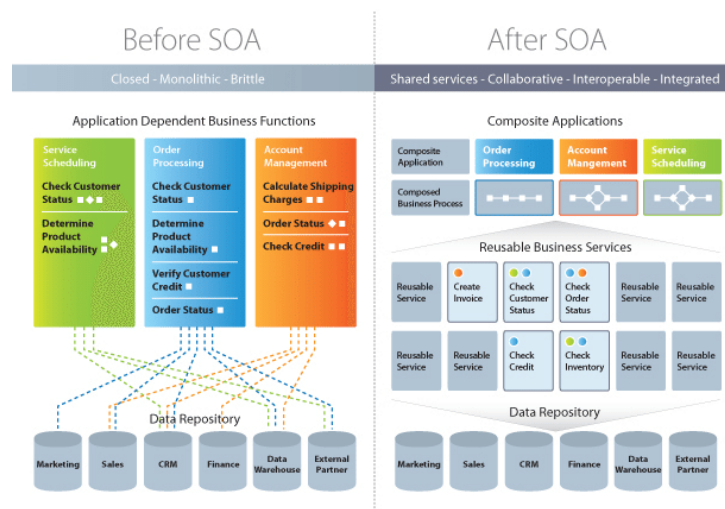 Before SOA
Closed - Monolithic - Brittle
Application Dependent Business Functions
Service
Scheduling
Check Customer
Status
Determine
Product
Availability
Order
Processing
Check Customer
Status
Determine
Product
Availability
Verify Customer
Credit
Order Status
Account
Management
Calculate Shipping
Charges
Order Status
Check Credit
Data Repository
Marketing
Sales
CRM
Finance
Data
Warehouse
External
Partner
After SOA
Shared services - Collaborative - Interoperable - Integrated
Composite Applications
Composite
Application
Order
Processing
Account
Mangement
Service
Scheduling
Composed
Business Process
Reusable Business Services
Reusable
Service
Create
Invoice
Check
Customer
Status
Check
Order
Status
Reusable
Service
Reusable
Service
Reusable
Service
Reusable
Service
Check
Credit
Check
Inventory
Reusable
Service
Reusable
Service
Data Repository
Marketing
Sales
CRM
Finance
Data
Warehouse
External
Partner